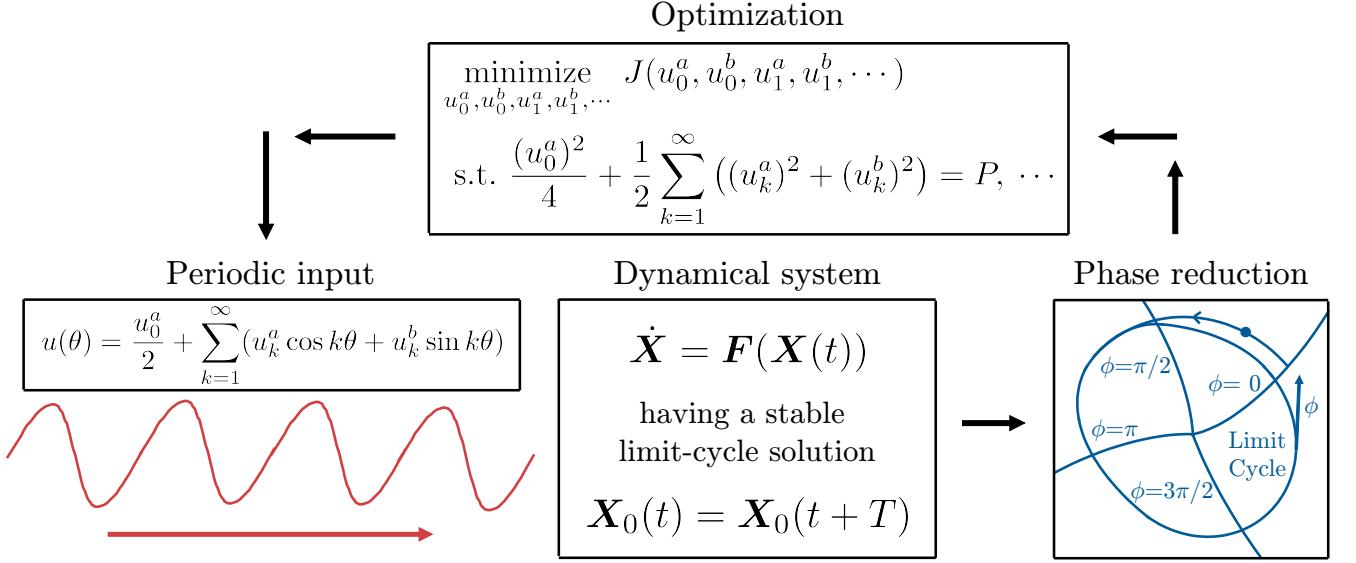 Optimization
minimize J(u_0^a, u_0^b, u_1^a, u_1^b, ⋯)
u_0^a, u_0^b, u_1^a, u_1^b, ⋯
s.t. (u_0^a)^2/4 + 1/2 ∑_{k=1}^{∞} ((u_k^a)^2 + (u_k^b)^2) = P, ⋯
Periodic input
u(θ) = u_0^a/2 + ∑_{k=1}^{∞} (u_k^a cos kθ + u_k^b sin kθ)
Dynamical system
Ẋ = F(X(t))
having a stable
limit-cycle solution
X_0(t) = X_0(t + T)
Phase reduction
ϕ=π/2
ϕ= 0
ϕ
ϕ=π
Limit
Cycle
ϕ=3π/2